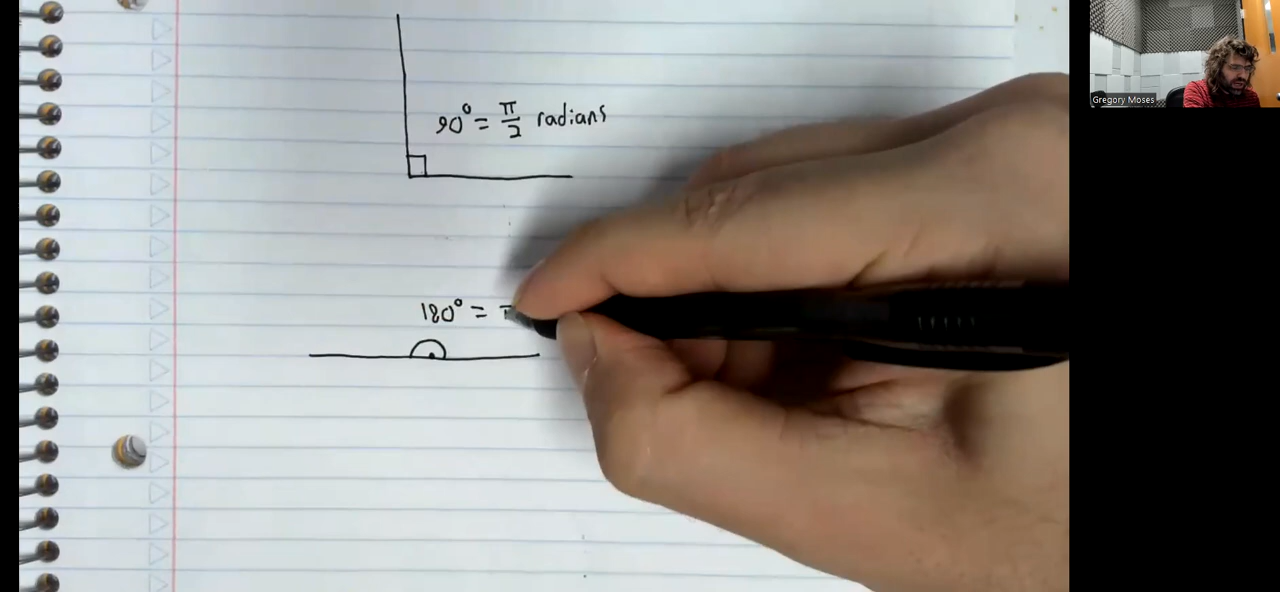 90° = π/2 radians
180° = π
Gregory Moses